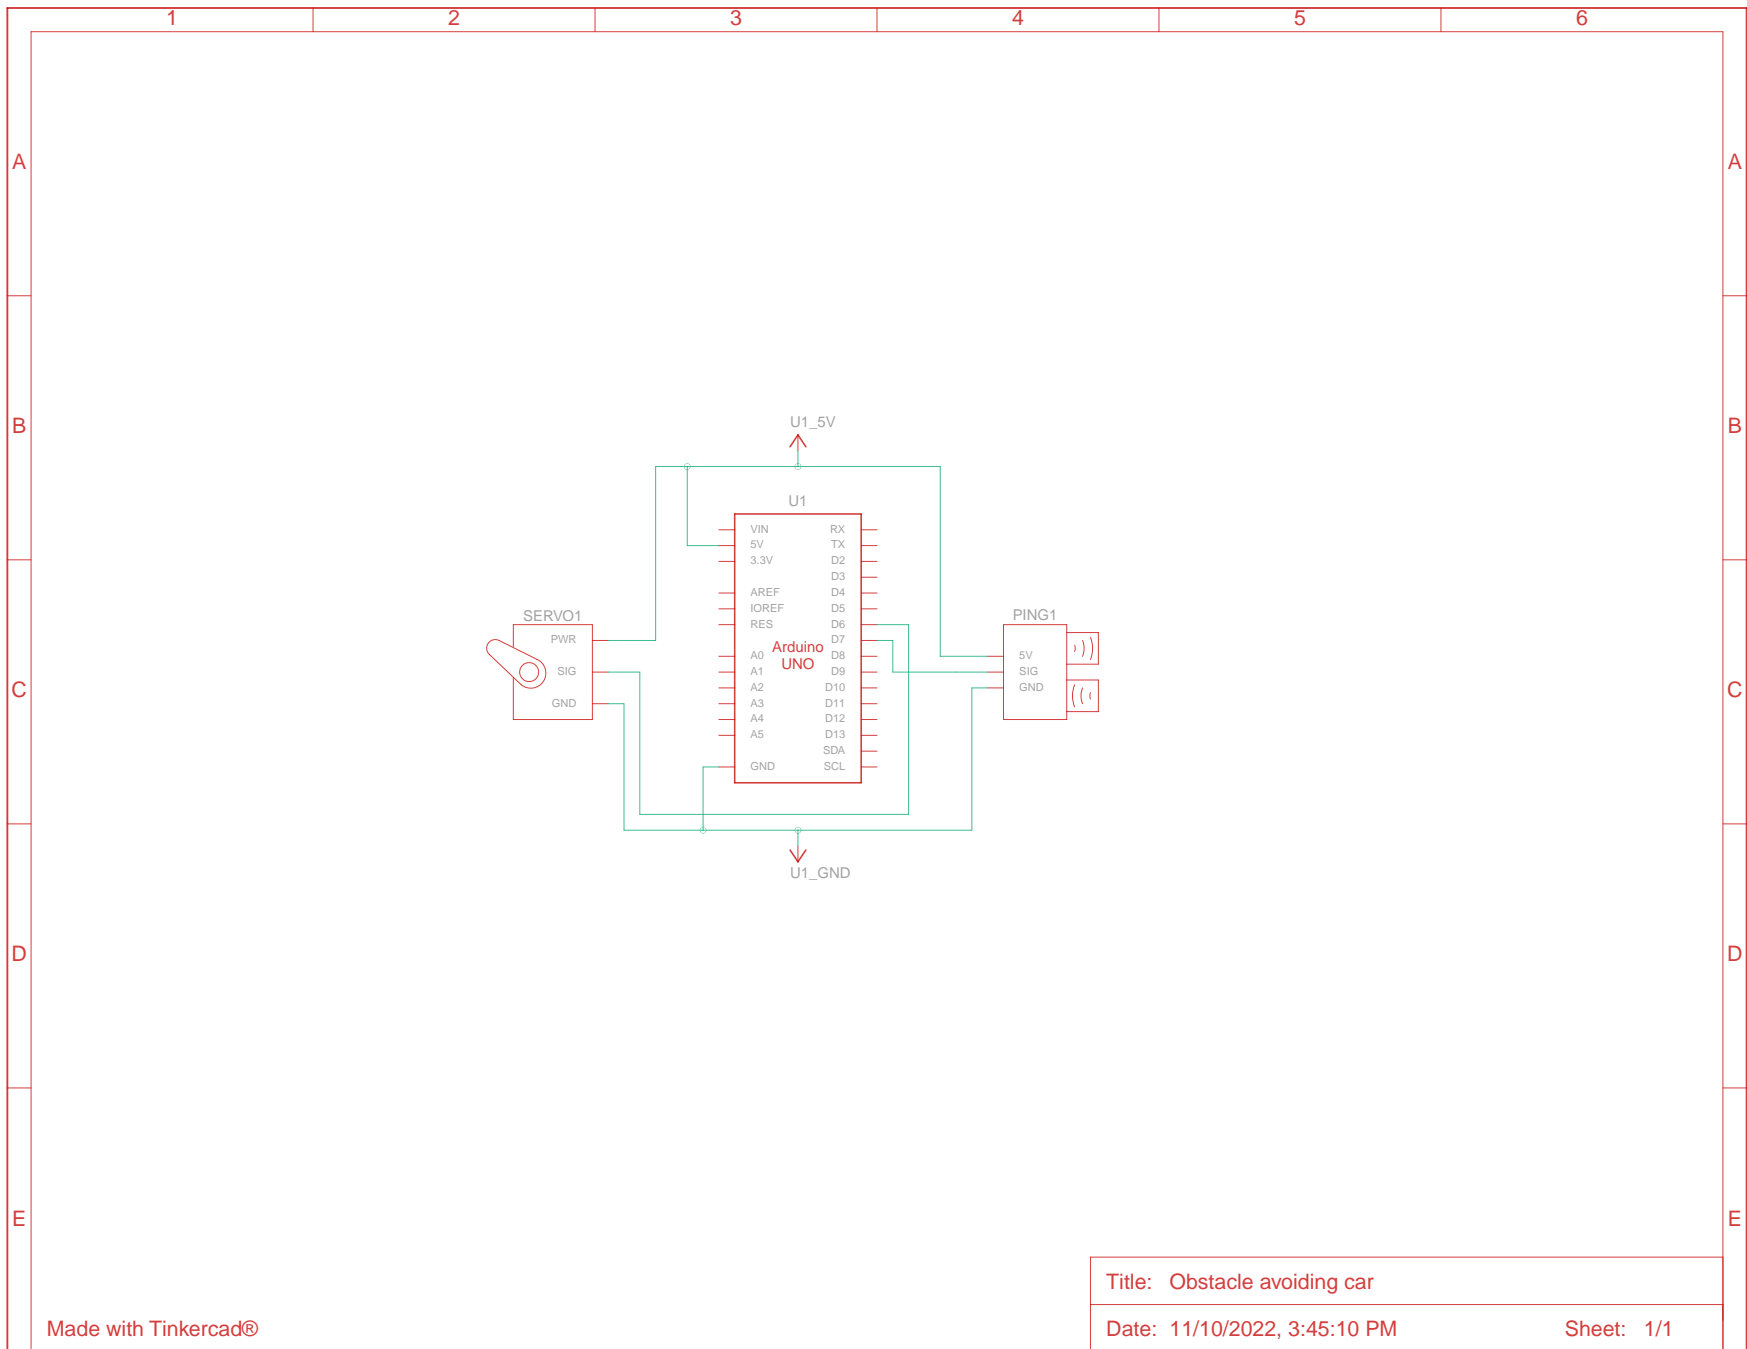 1 2 3 4 5 6
A A
B B
U1_5V
U1
VIN RX
5V TX
3.3V D2
D3
AREF D4
IOREF D5
RES D6
D7
A0 D8
A1 D9
A2 D10
A3 D11
A4 D12
A5 D13
SDA
GND SCL
Arduino
UNO
SERVO1
PWR
SIG
GND
PING1
5V
SIG
GND
C C
U1_GND
D D
E E
Title: Obstacle avoiding car
Made with Tinkercad®
Date: 11/10/2022, 3:45:10 PM Sheet: 1/1